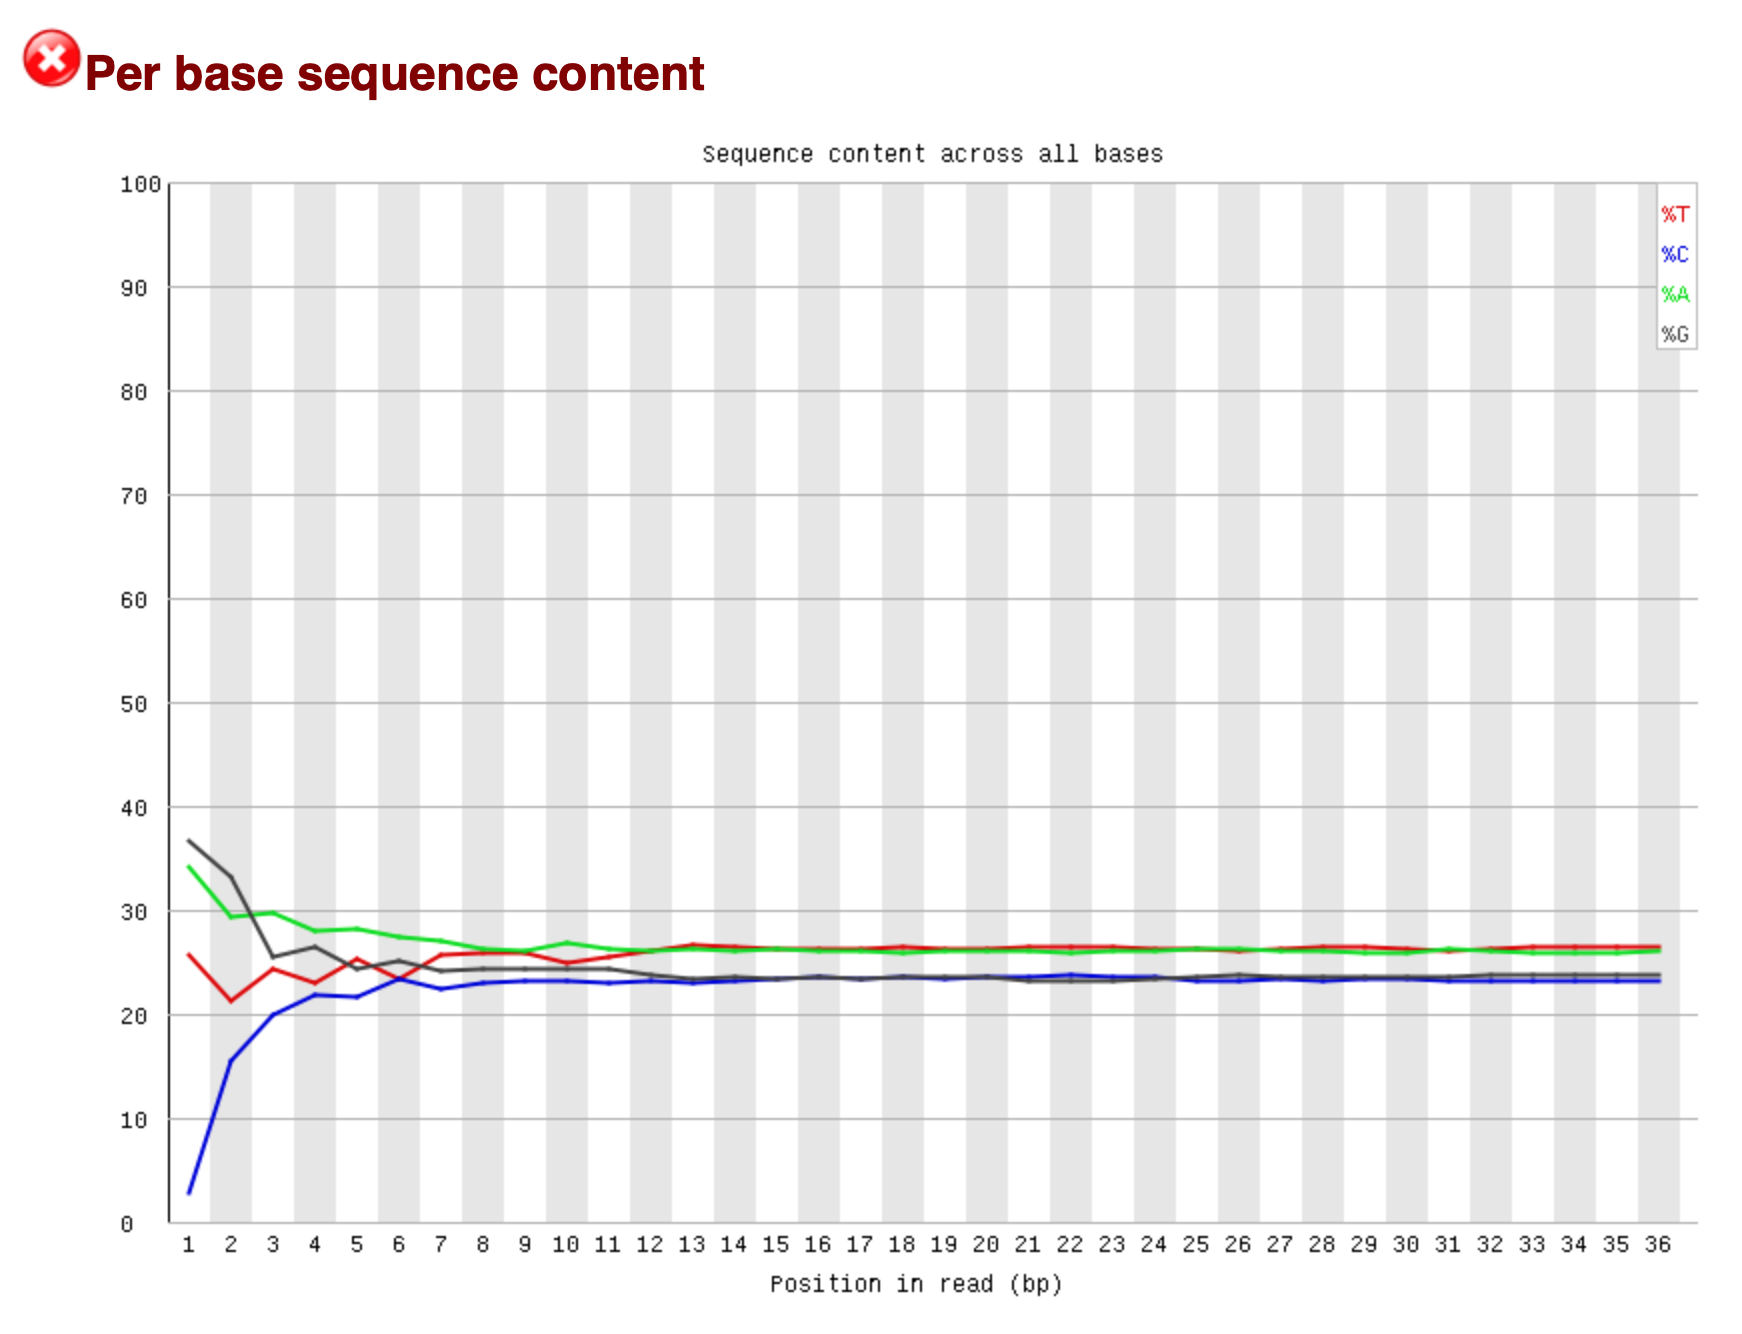 Per base sequence content
Sequence content across all bases
100
90
80
70
60
50
40
30
20
10
0
%T
%C
%A
%G
1 2 3 4 5 6 7 8 9 10 11 12 13 14 15 16 17 18 19 20 21 22 23 24 25 26 27 28 29 30 31 32 33 34 35 36
Position in read (bp)